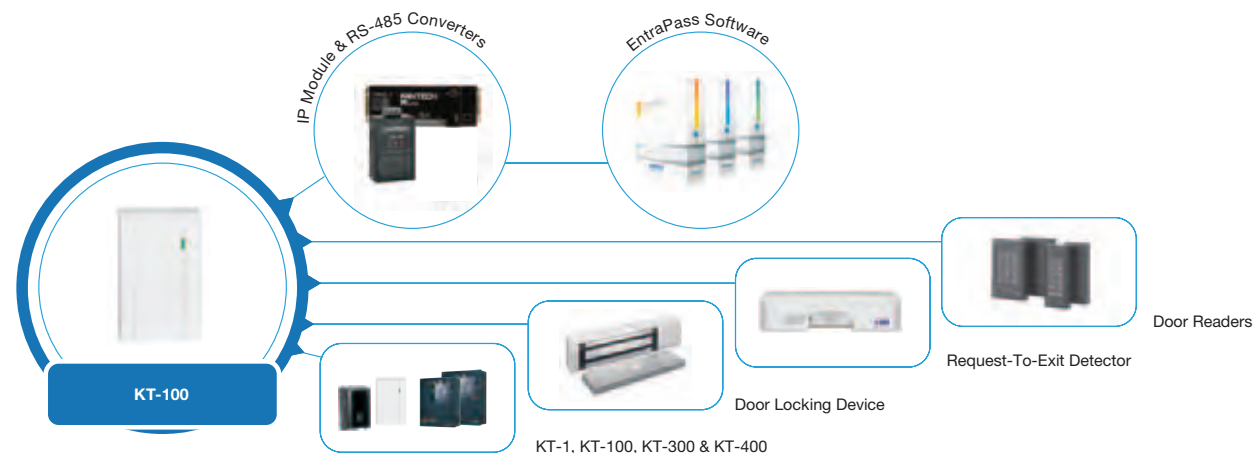 IP Module & RS-485 Converters
EntraPass Software
Door Readers
Request-To-Exit Detector
KT-100
Door Locking Device
KT-1, KT-100, KT-300 & KT-400